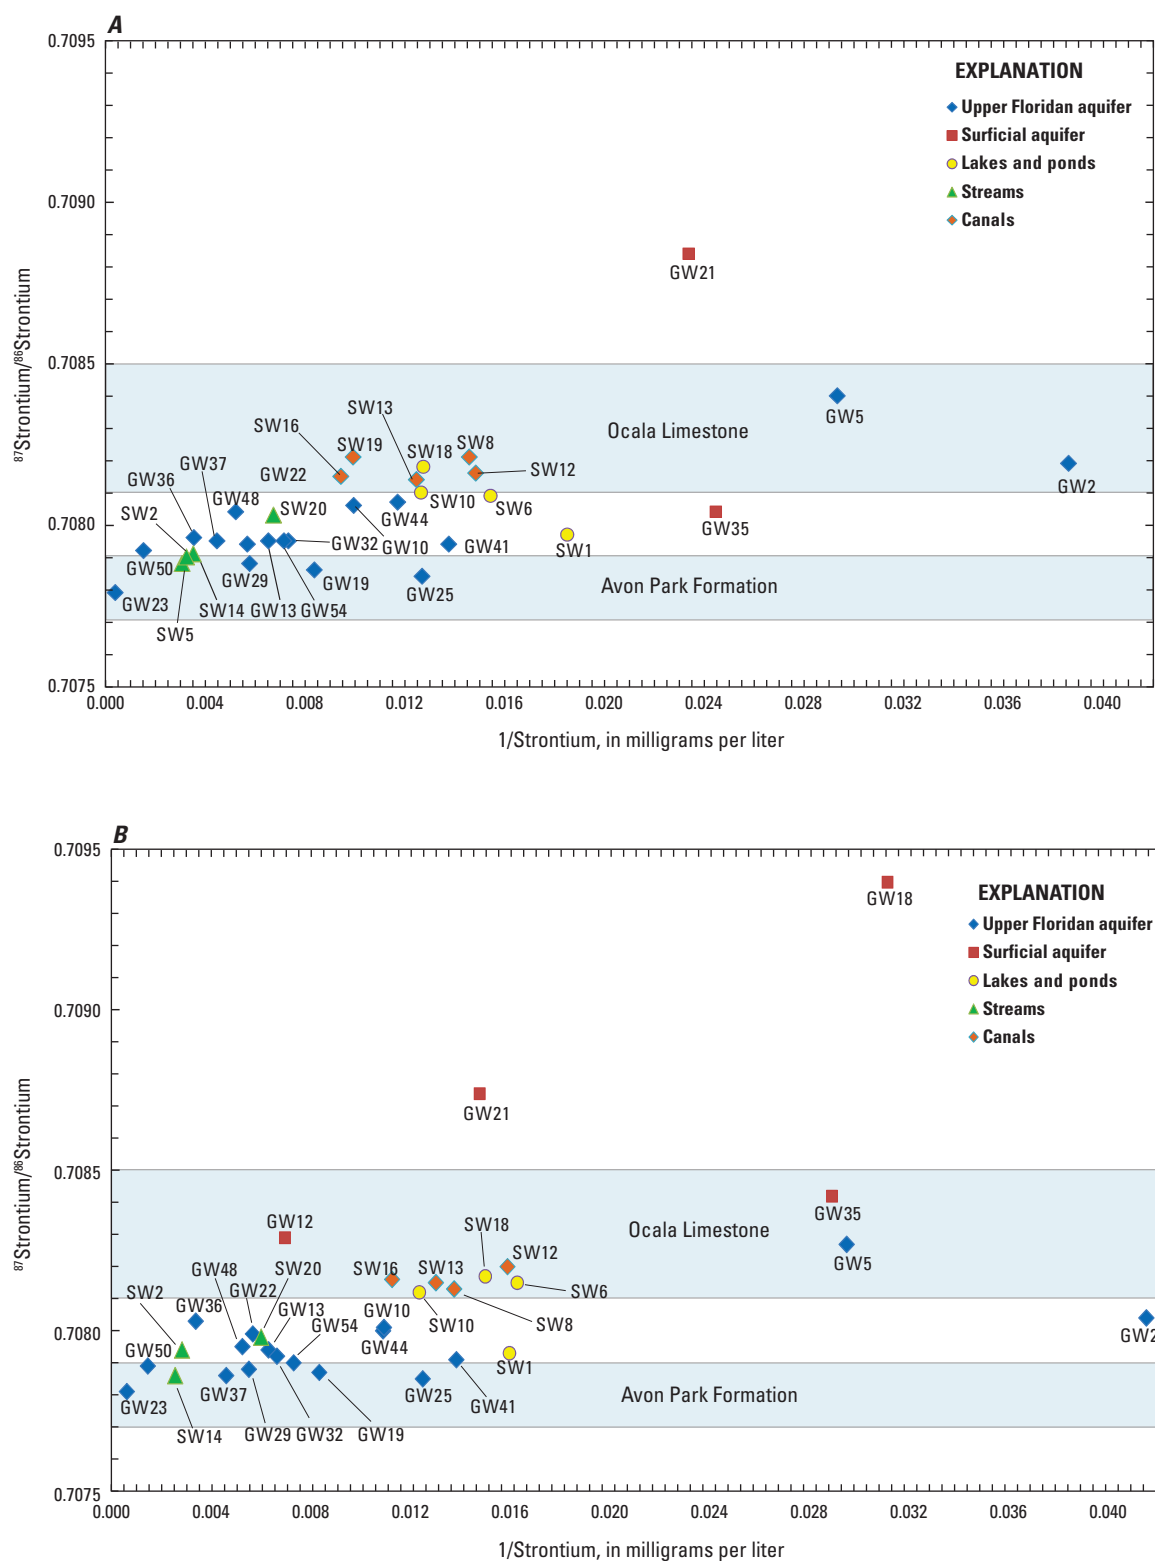 A
0.7095
0.7090
0.7085
0.7080
0.7075
87Strontium/86Strontium
EXPLANATION
Upper Floridan aquifer
Surficial aquifer
Lakes and ponds
Streams
Canals
GW21
GW5
Ocala Limestone
GW2
SW13
SW16
SW19
SW18
SW8
SW12
GW37
GW22
GW36
GW48
SW20
SW10
SW6
GW44
GW35
SW2
GW32
GW10
GW41
SW1
GW50
GW29
GW19
GW25
Avon Park Formation
GW23
SW14
GW13
GW54
SW5
0.000
0.004
0.008
0.012
0.016
0.020
0.024
0.028
0.032
0.036
0.040
1/Strontium, in milligrams per liter
B
0.7095
0.7090
0.7085
0.7080
0.7075
87Strontium/86Strontium
EXPLANATION
Upper Floridan aquifer
Surficial aquifer
Lakes and ponds
Streams
Canals
GW18
GW21
GW35
GW12
SW18
Ocala Limestone
GW5
GW48
SW20
SW16
SW13
SW12
SW2
GW22
SW6
GW36
GW13
GW10
SW10
SW8
GW54
GW2
GW50
GW44
SW1
GW23
GW37
GW25
GW41
Avon Park Formation
SW14
GW29
GW32
GW19
0.000
0.004
0.008
0.012
0.016
0.020
0.024
0.028
0.032
0.036
0.040
1/Strontium, in milligrams per liter